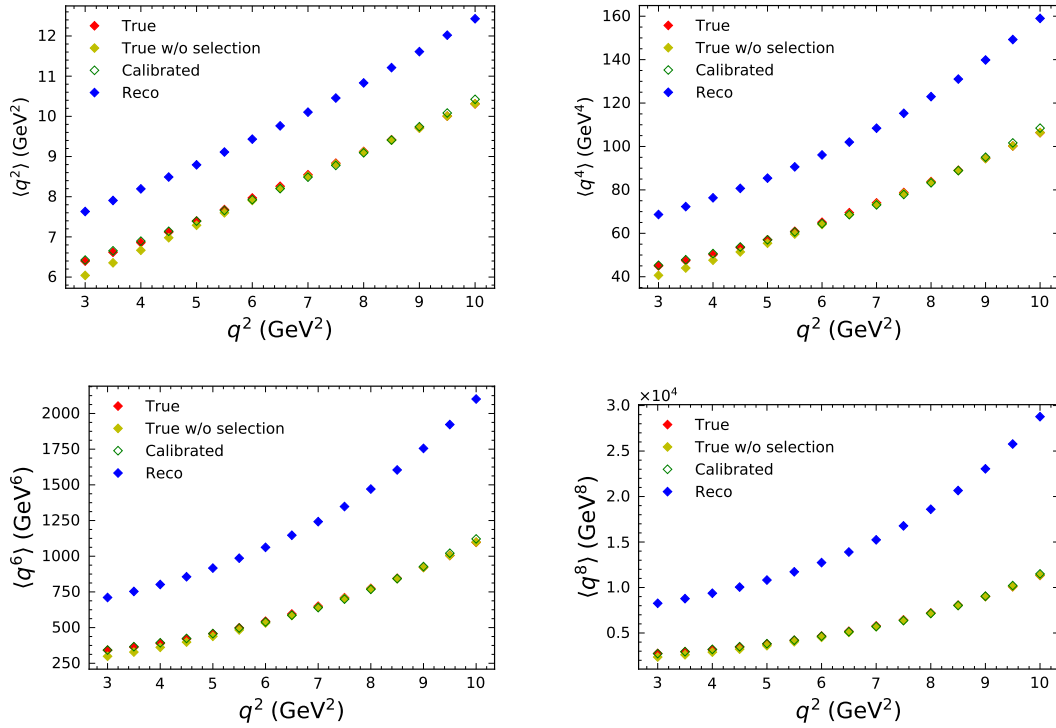 True
True w/o selection
Calibrated
Reco
12
11
10
9
8
7
6
⟨q²⟩ (GeV²)
3 4 5 6 7 8 9 10
q² (GeV²)
True
True w/o selection
Calibrated
Reco
160
140
120
100
80
60
40
⟨q⁴⟩ (GeV⁴)
3 4 5 6 7 8 9 10
q² (GeV²)
True
True w/o selection
Calibrated
Reco
2000
1750
1500
1250
1000
750
500
250
⟨q⁶⟩ (GeV⁶)
3 4 5 6 7 8 9 10
q² (GeV²)
×10⁴
True
True w/o selection
Calibrated
Reco
3.0
2.5
2.0
1.5
1.0
0.5
⟨q⁸⟩ (GeV⁸)
3 4 5 6 7 8 9 10
q² (GeV²)